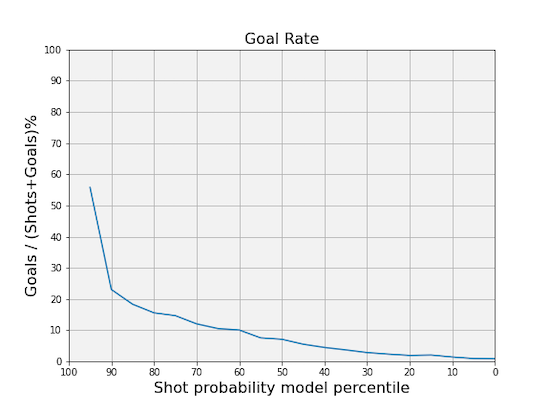 Goal Rate
Goals / (Shots+Goals)%
100
90
80
70
60
50
40
30
20
10
0
100 90 80 70 60 50 40 30 20 10 0
Shot probability model percentile